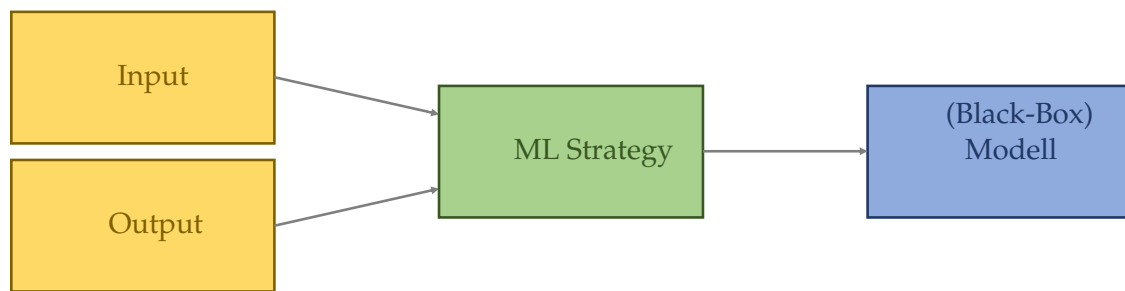 Input
Output
ML Strategy
(Black-Box)
Modell